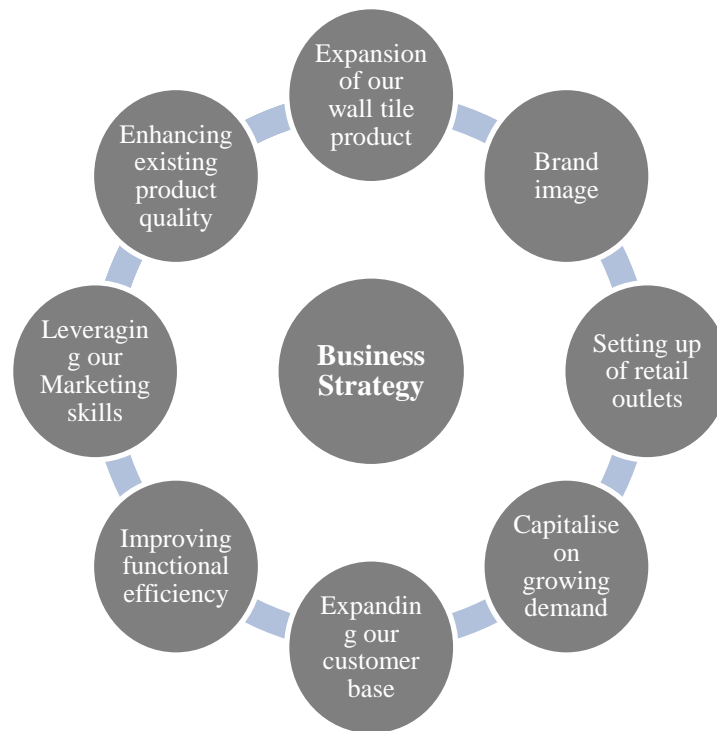 Expansion
of our
wall tile
product
Brand
image
Setting up
of retail
outlets
Capitalise
on
growing
demand
Expandin
g our
customer
base
Improving
functional
efficiency
Leveragin
g our
Marketing
skills
Enhancing
existing
product
quality
Business
Strategy